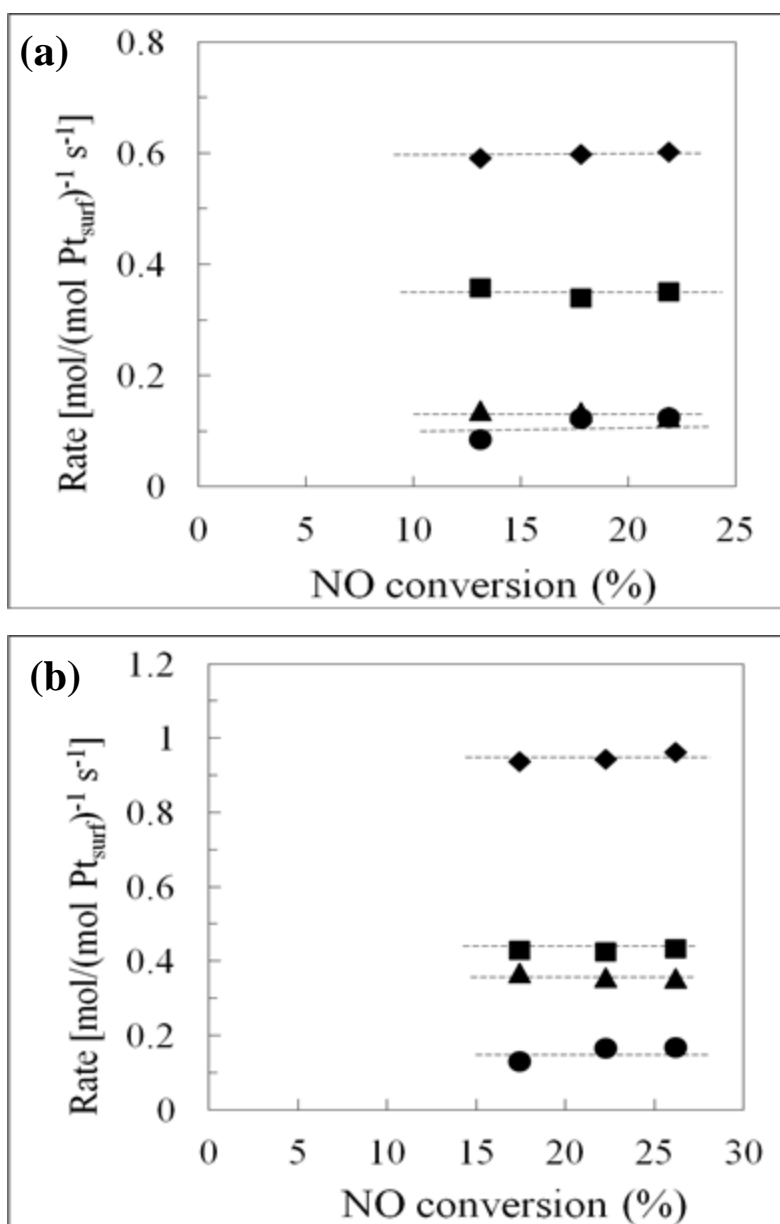 (a)
0.8
0.6
0.4
0.2
0
Rate [mol/(mol Pt_surf)^-1 s^-1]
0 5 10 15 20 25
NO conversion (%)
(b)
1.2
1
0.8
0.6
0.4
0.2
0
Rate [mol/(mol Pt_surf)^-1 s^-1]
0 5 10 15 20 25 30
NO conversion (%)